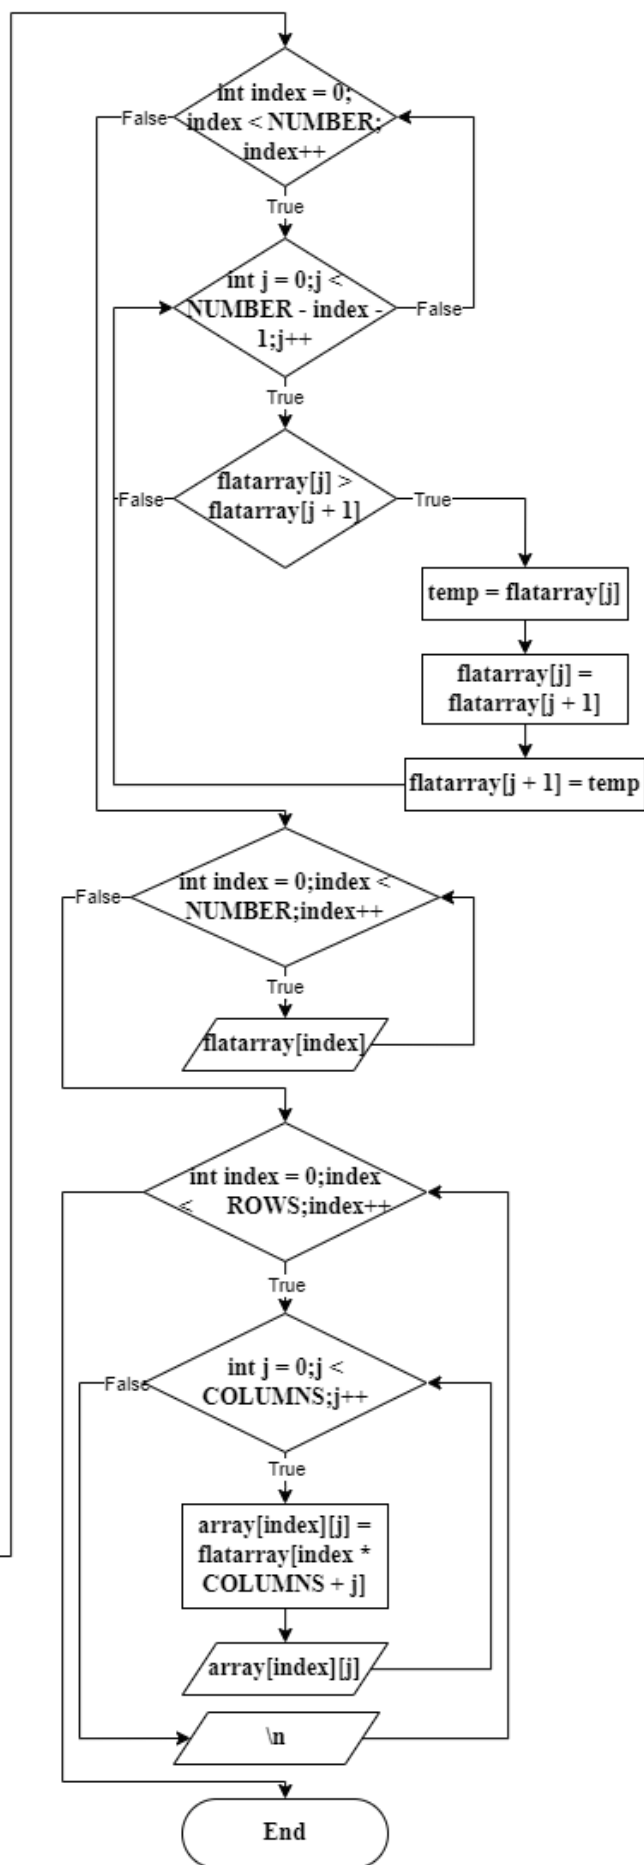 int index = 0;
index < NUMBER;
index++
False
True
int j = 0;j <
NUMBER - index -
1;j++
False
True
flatarray[j] >
flatarray[j + 1]
False
True
temp = flatarray[j]
flatarray[j] =
flatarray[j + 1]
flatarray[j + 1] = temp
int index = 0;index <
NUMBER;index++
False
True
flatarray[index]
int index = 0;index
< ROWS;index++
True
int j = 0;j <
COLUMNS;j++
False
True
array[index][j] =
flatarray[index *
COLUMNS + j]
array[index][j]
\n
End